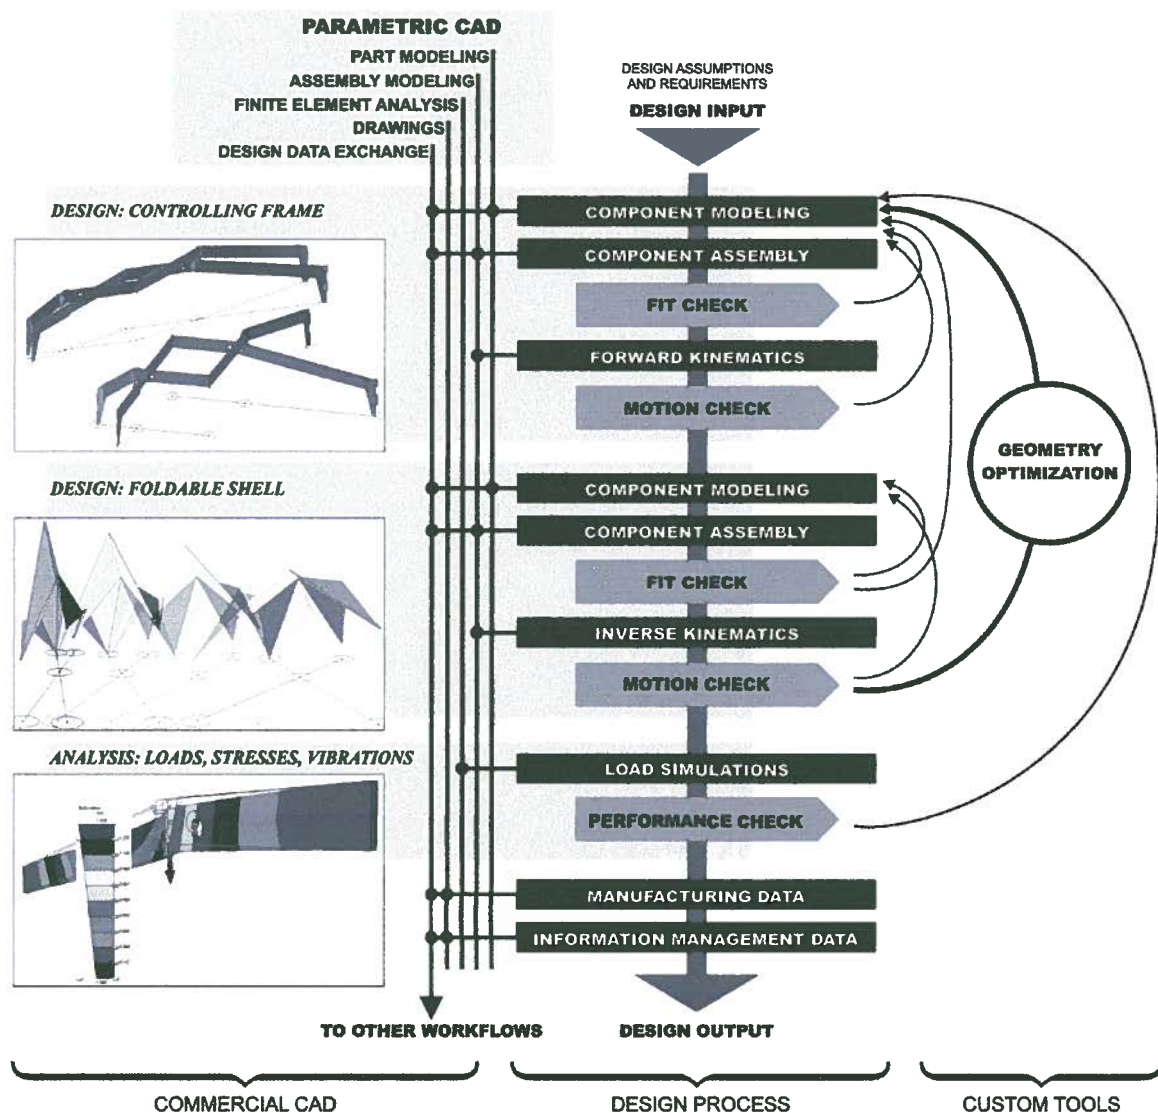 PARAMETRIC CAD
PART MODELING
ASSEMBLY MODELING
FINITE ELEMENT ANALYSIS
DRAWINGS
DESIGN DATA EXCHANGE
DESIGN ASSUMPTIONS
AND REQUIREMENTS
DESIGN INPUT
DESIGN: CONTROLLING FRAME
COMPONENT MODELING
COMPONENT ASSEMBLY
FIT CHECK
FORWARD KINEMATICS
MOTION CHECK
GEOMETRY
OPTIMIZATION
DESIGN: FOLDABLE SHELL
COMPONENT MODELING
COMPONENT ASSEMBLY
FIT CHECK
INVERSE KINEMATICS
MOTION CHECK
ANALYSIS: LOADS, STRESSES, VIBRATIONS
LOAD SIMULATIONS
PERFORMANCE CHECK
MANUFACTURING DATA
INFORMATION MANAGEMENT DATA
TO OTHER WORKFLOWS
DESIGN OUTPUT
COMMERCIAL CAD
DESIGN PROCESS
CUSTOM TOOLS